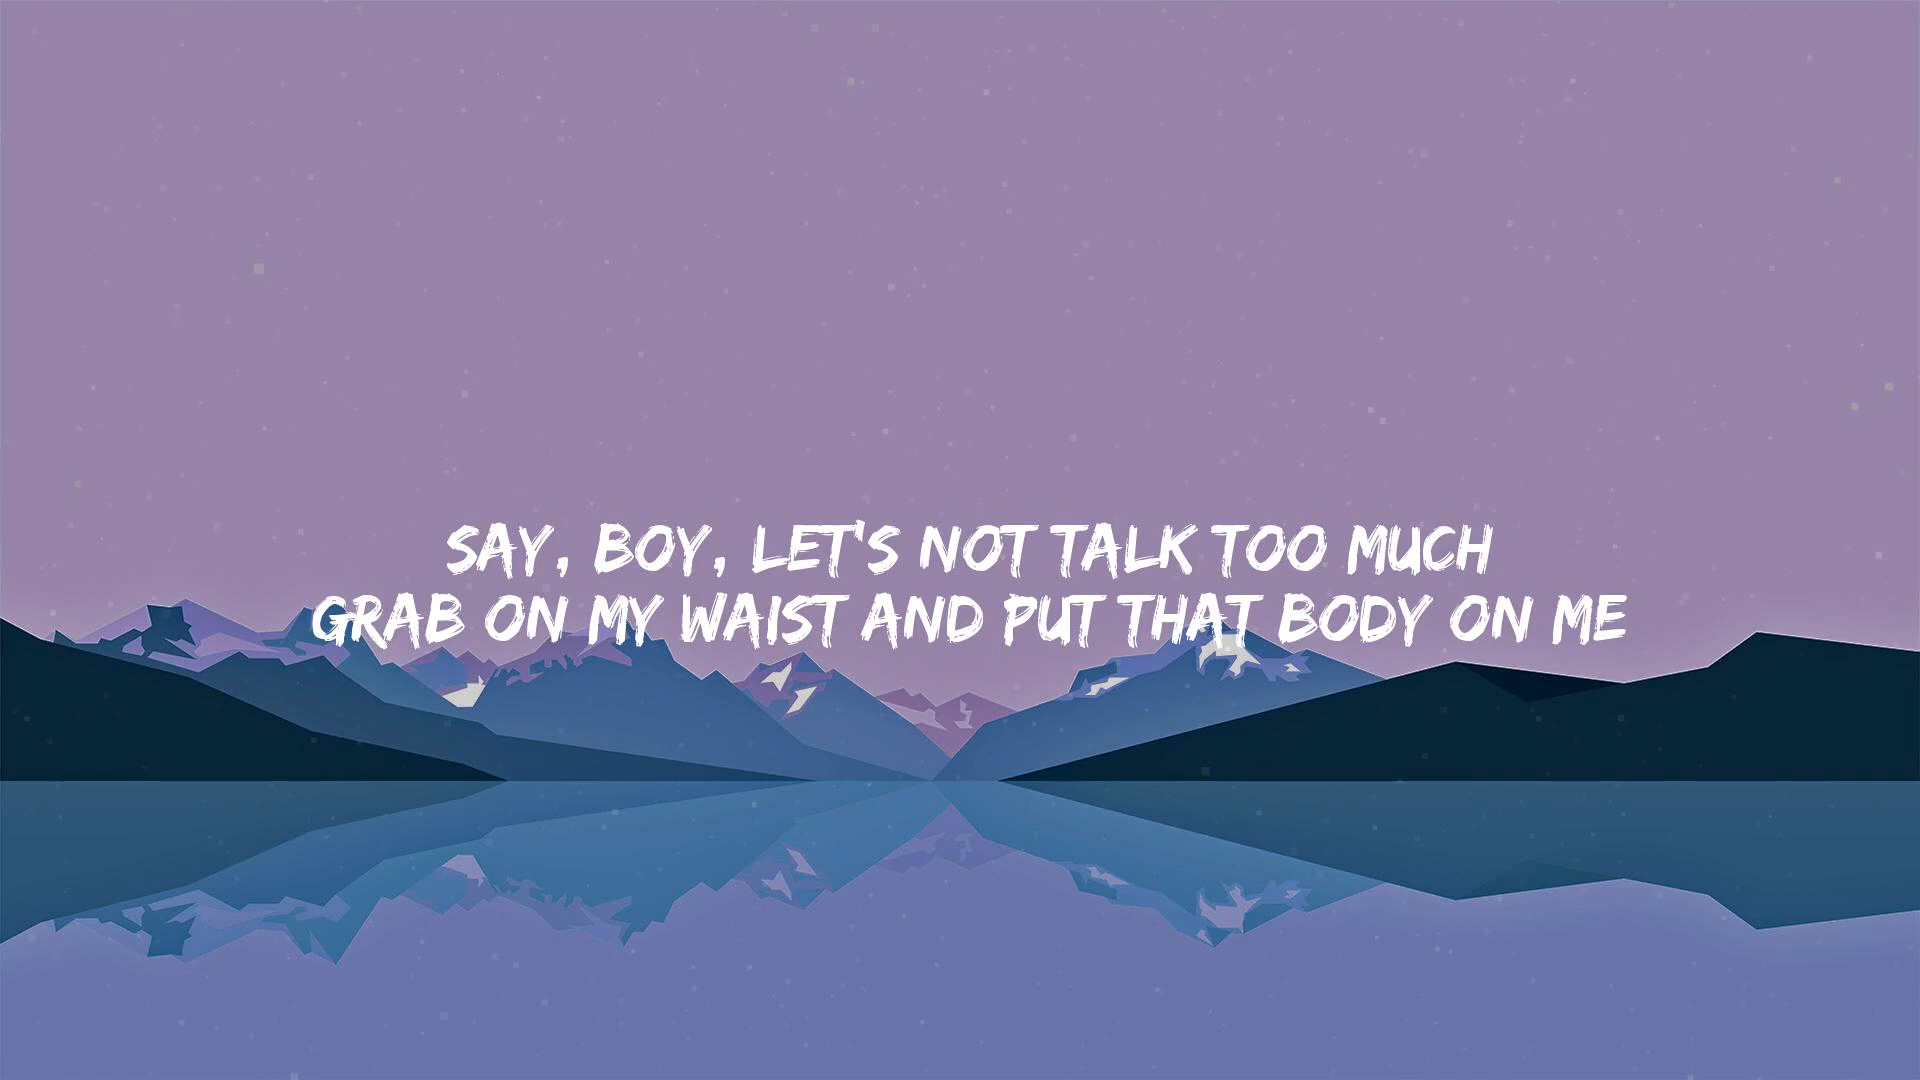 SAY, BOY, LET'S NOT TALK TOO MUCH
GRAB ON MY WAIST AND PUT THAT BODY ON ME